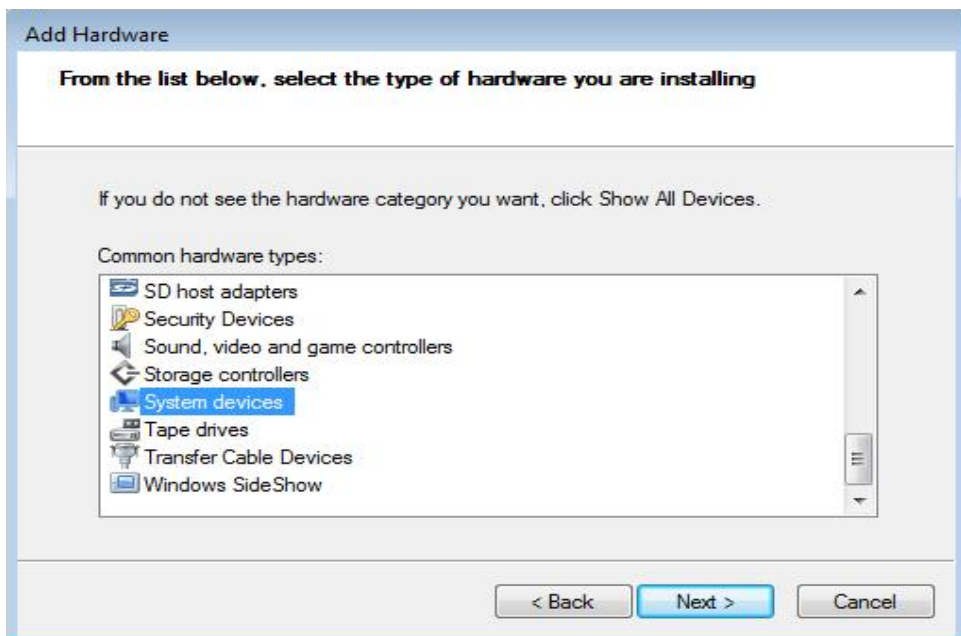 Add Hardware
From the list below, select the type of hardware you are installing
If you do not see the hardware category you want, click Show All Devices.
Common hardware types:
SD host adapters
Security Devices
Sound, video and game controllers
Storage controllers
System devices
Tape drives
Transfer Cable Devices
Windows SideShow
< Back Next > Cancel